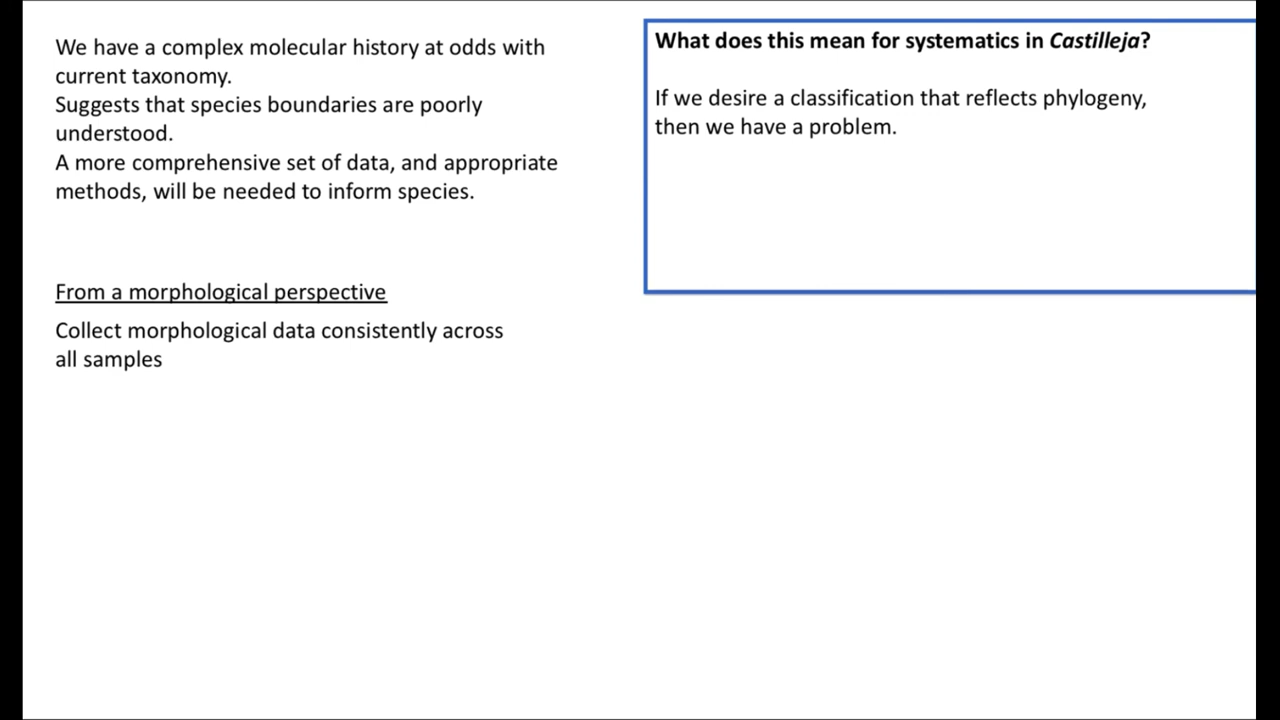 We have a complex molecular history at odds with
current taxonomy.
Suggests that species boundaries are poorly
understood.
A more comprehensive set of data, and appropriate
methods, will be needed to inform species.
From a morphological perspective
Collect morphological data consistently across
all samples
What does this mean for systematics in Castilleja?
If we desire a classification that reflects phylogeny,
then we have a problem.